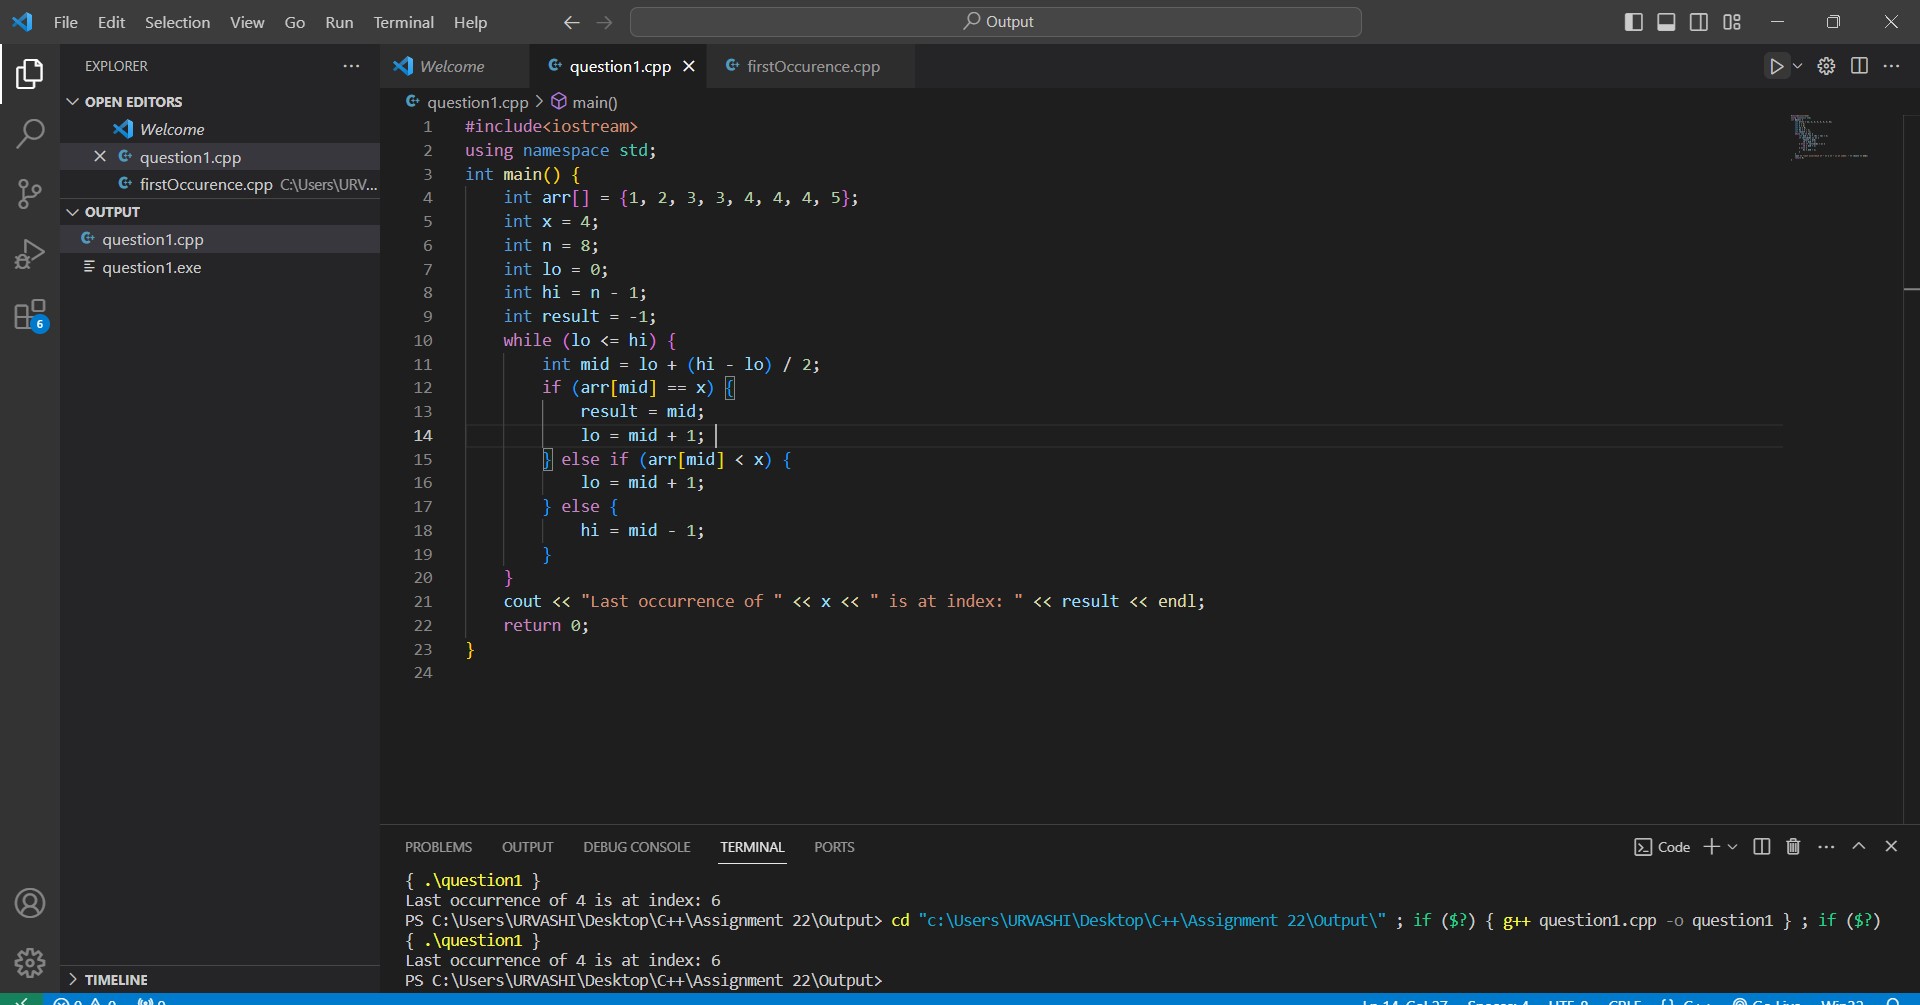 File Edit Selection View Go Run Terminal Help
Output
EXPLORER
OPEN EDITORS
Welcome
question1.cpp
firstOccurence.cpp C:\Users\URV...
OUTPUT
question1.cpp
question1.exe
6
TIMELINE
Welcome question1.cpp firstOccurence.cpp
question1.cpp > main()
1 #include<iostream>
2 using namespace std;
3 int main() {
4 int arr[] = {1, 2, 3, 3, 4, 4, 4, 5};
5 int x = 4;
6 int n = 8;
7 int lo = 0;
8 int hi = n - 1;
9 int result = -1;
10 while (lo <= hi) {
11 int mid = lo + (hi - lo) / 2;
12 if (arr[mid] == x) {
13 result = mid;
14 lo = mid + 1;
15 } else if (arr[mid] < x) {
16 lo = mid + 1;
17 } else {
18 hi = mid - 1;
19 }
20 }
21 cout << "Last occurrence of " << x << " is at index: " << result << endl;
22 return 0;
23 }
24
PROBLEMS OUTPUT DEBUG CONSOLE TERMINAL PORTS
Code
{ .\question1 }
Last occurrence of 4 is at index: 6
PS C:\Users\URVASHI\Desktop\C++\Assignment 22\Output> cd "c:\Users\URVASHI\Desktop\C++\Assignment 22\Output\" ; if ($?) { g++ question1.cpp -o question1 } ; if ($?)
{ .\question1 }
Last occurrence of 4 is at index: 6
PS C:\Users\URVASHI\Desktop\C++\Assignment 22\Output>